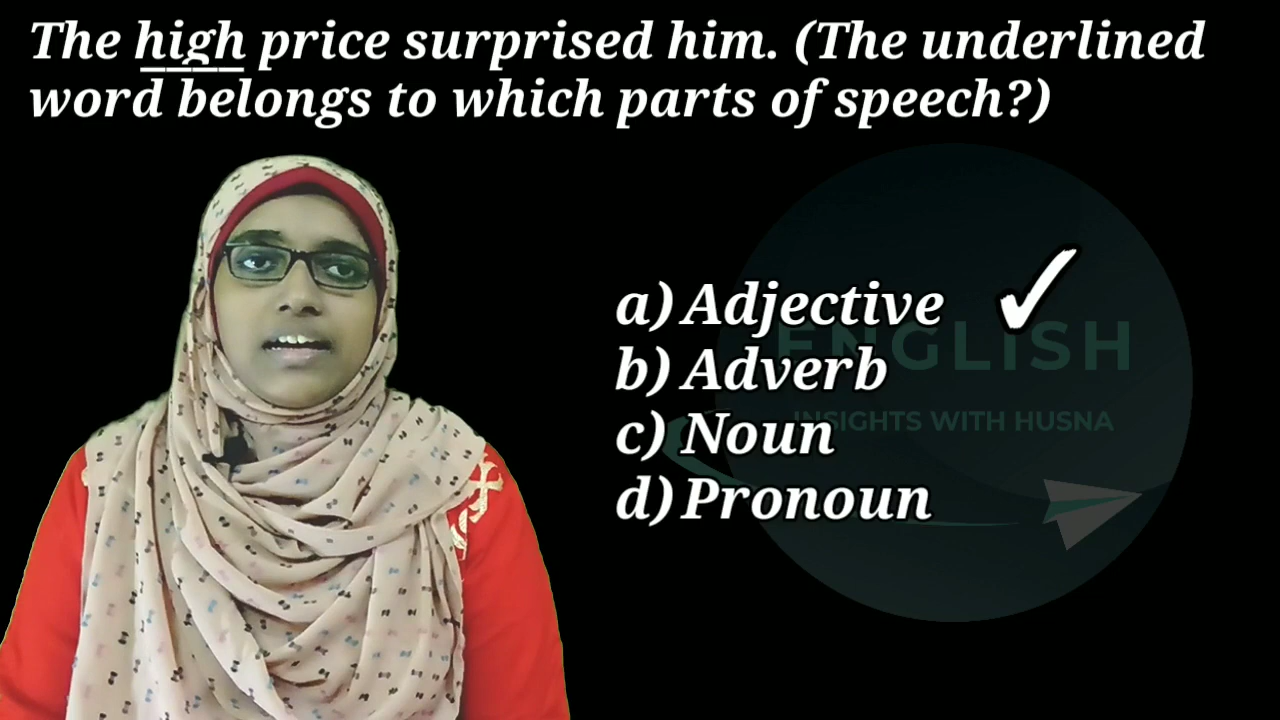 The high price surprised him. (The underlined
word belongs to which parts of speech?)
a) Adjective ✓
b) Adverb
c) Noun
d) Pronoun
ENGLISH
INSIGHTS WITH HUSNA